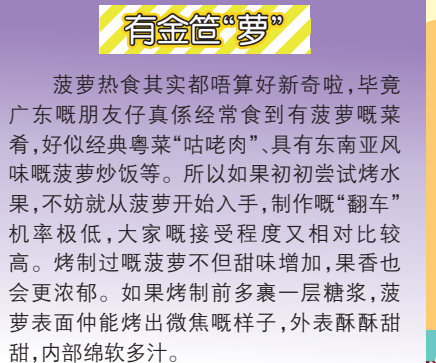 有金笸“萝”
菠萝热食其实都唔算好新奇啦,毕竟
广东嘅朋友仔真係经常食到有菠萝嘅菜
肴,好似经典粤菜“咕咾肉”、具有东南亚风
味嘅菠萝炒饭等。所以如果初初尝试烤水
果,不妨就从菠萝开始入手,制作嘅“翻车”
机率极低,大家嘅接受程度又相对比较
高。烤制过嘅菠萝不但甜味增加,果香也
会更浓郁。如果烤制前多裹一层糖浆,菠
萝表面仲能烤出微焦嘅样子,外表酥酥甜
甜,内部绵软多汁。